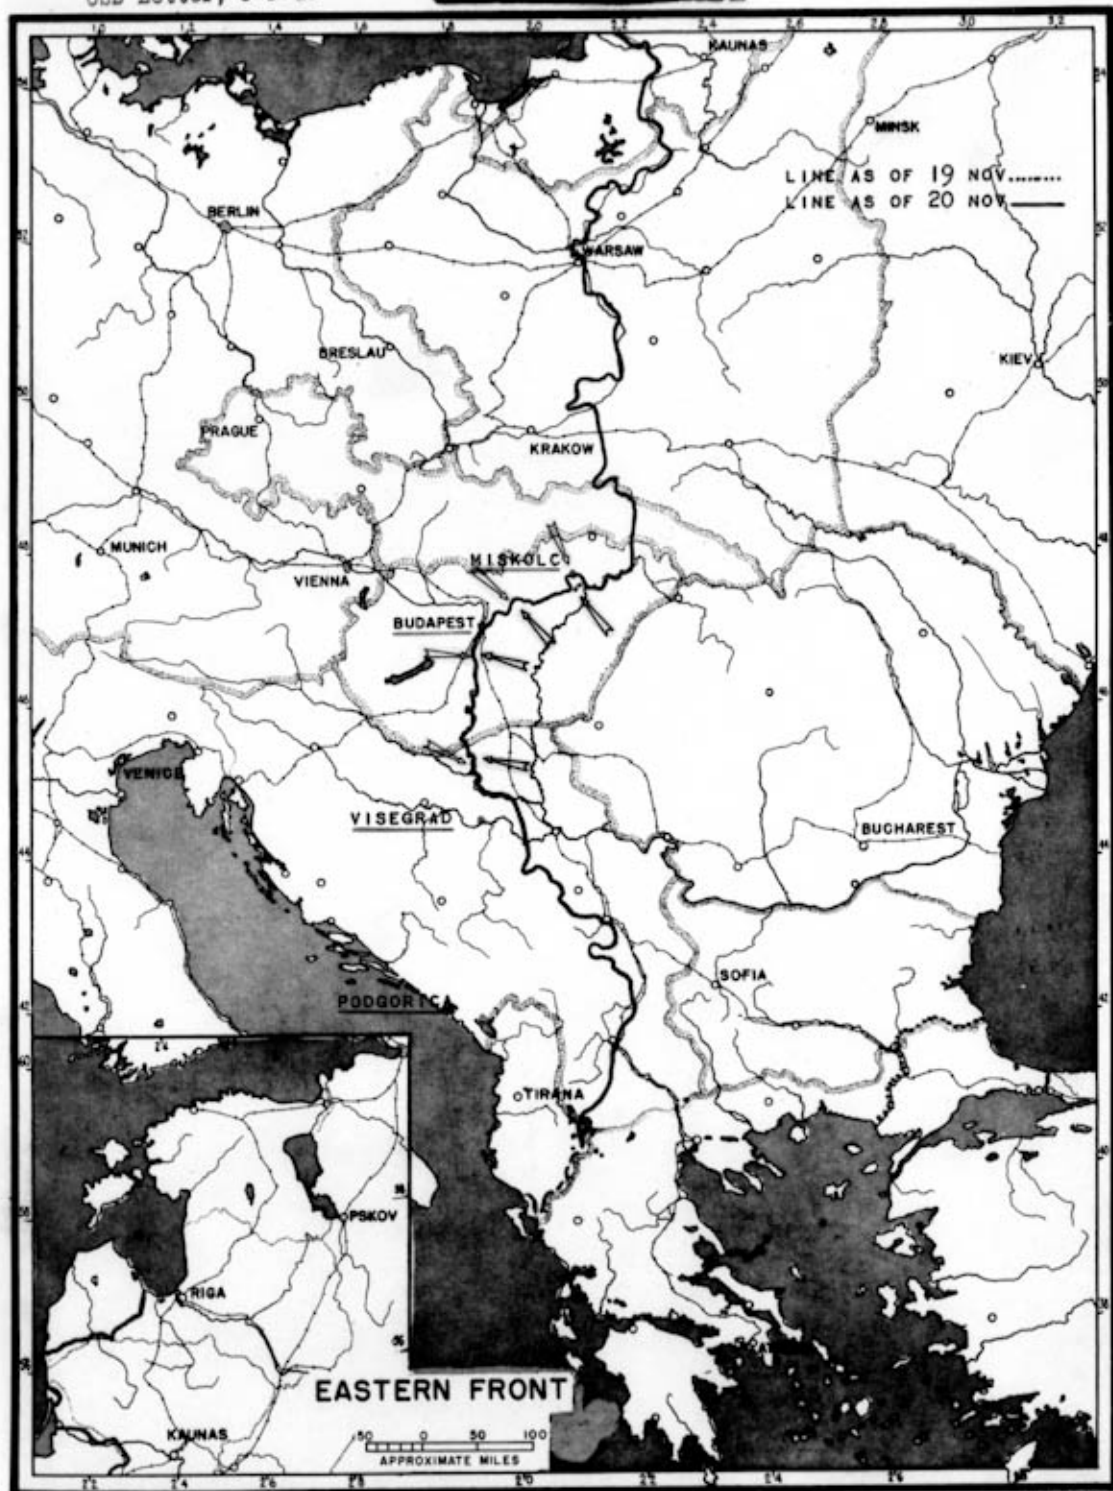 KAUNAS
MINSK
LINE AS OF 19 NOV........
LINE AS OF 20 NOV
BERLIN
WARSAW
BRESLAU
KIEV
PRAGUE
KRAKOW
MUNICH
MISKOLC
VIENNA
BUDAPEST
VENICE
VISEGRAD
BUCHAREST
SOFIA
PODGORICA
TIRANA
PSKOV
RIGA
EASTERN FRONT
KAUNAS
50 0 50 100
APPROXIMATE MILES